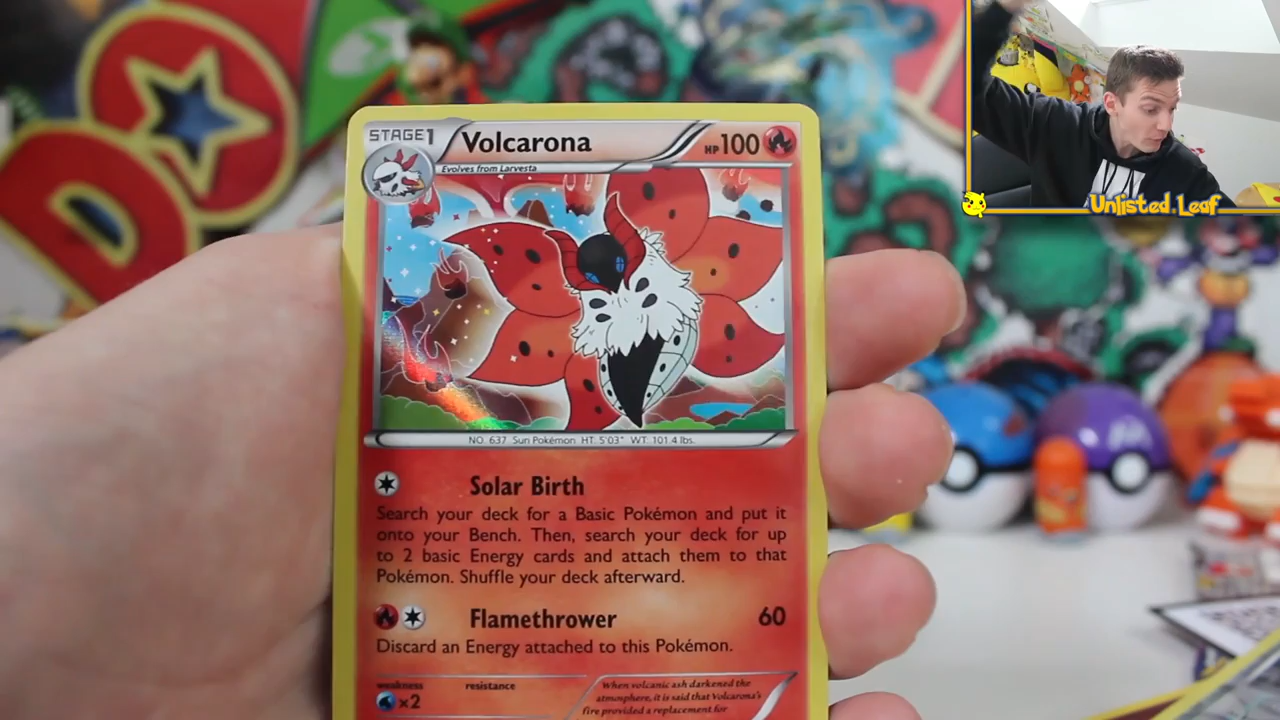 STAGE1 Volcarona HP100
Evolves from Larvesta
NO. 637 Sun Pokémon HT: 5'03" WT: 101.4 lbs.
Solar Birth
Search your deck for a Basic Pokémon and put it
onto your Bench. Then, search your deck for up
to 2 basic Energy cards and attach them to that
Pokémon. Shuffle your deck afterward.
Flamethrower 60
Discard an Energy attached to this Pokémon.
weakness resistance
×2
When volcanic ash darkened the
atmosphere, it is said that Volcarona's
fire provided a replacement for
Unlisted Leaf
D